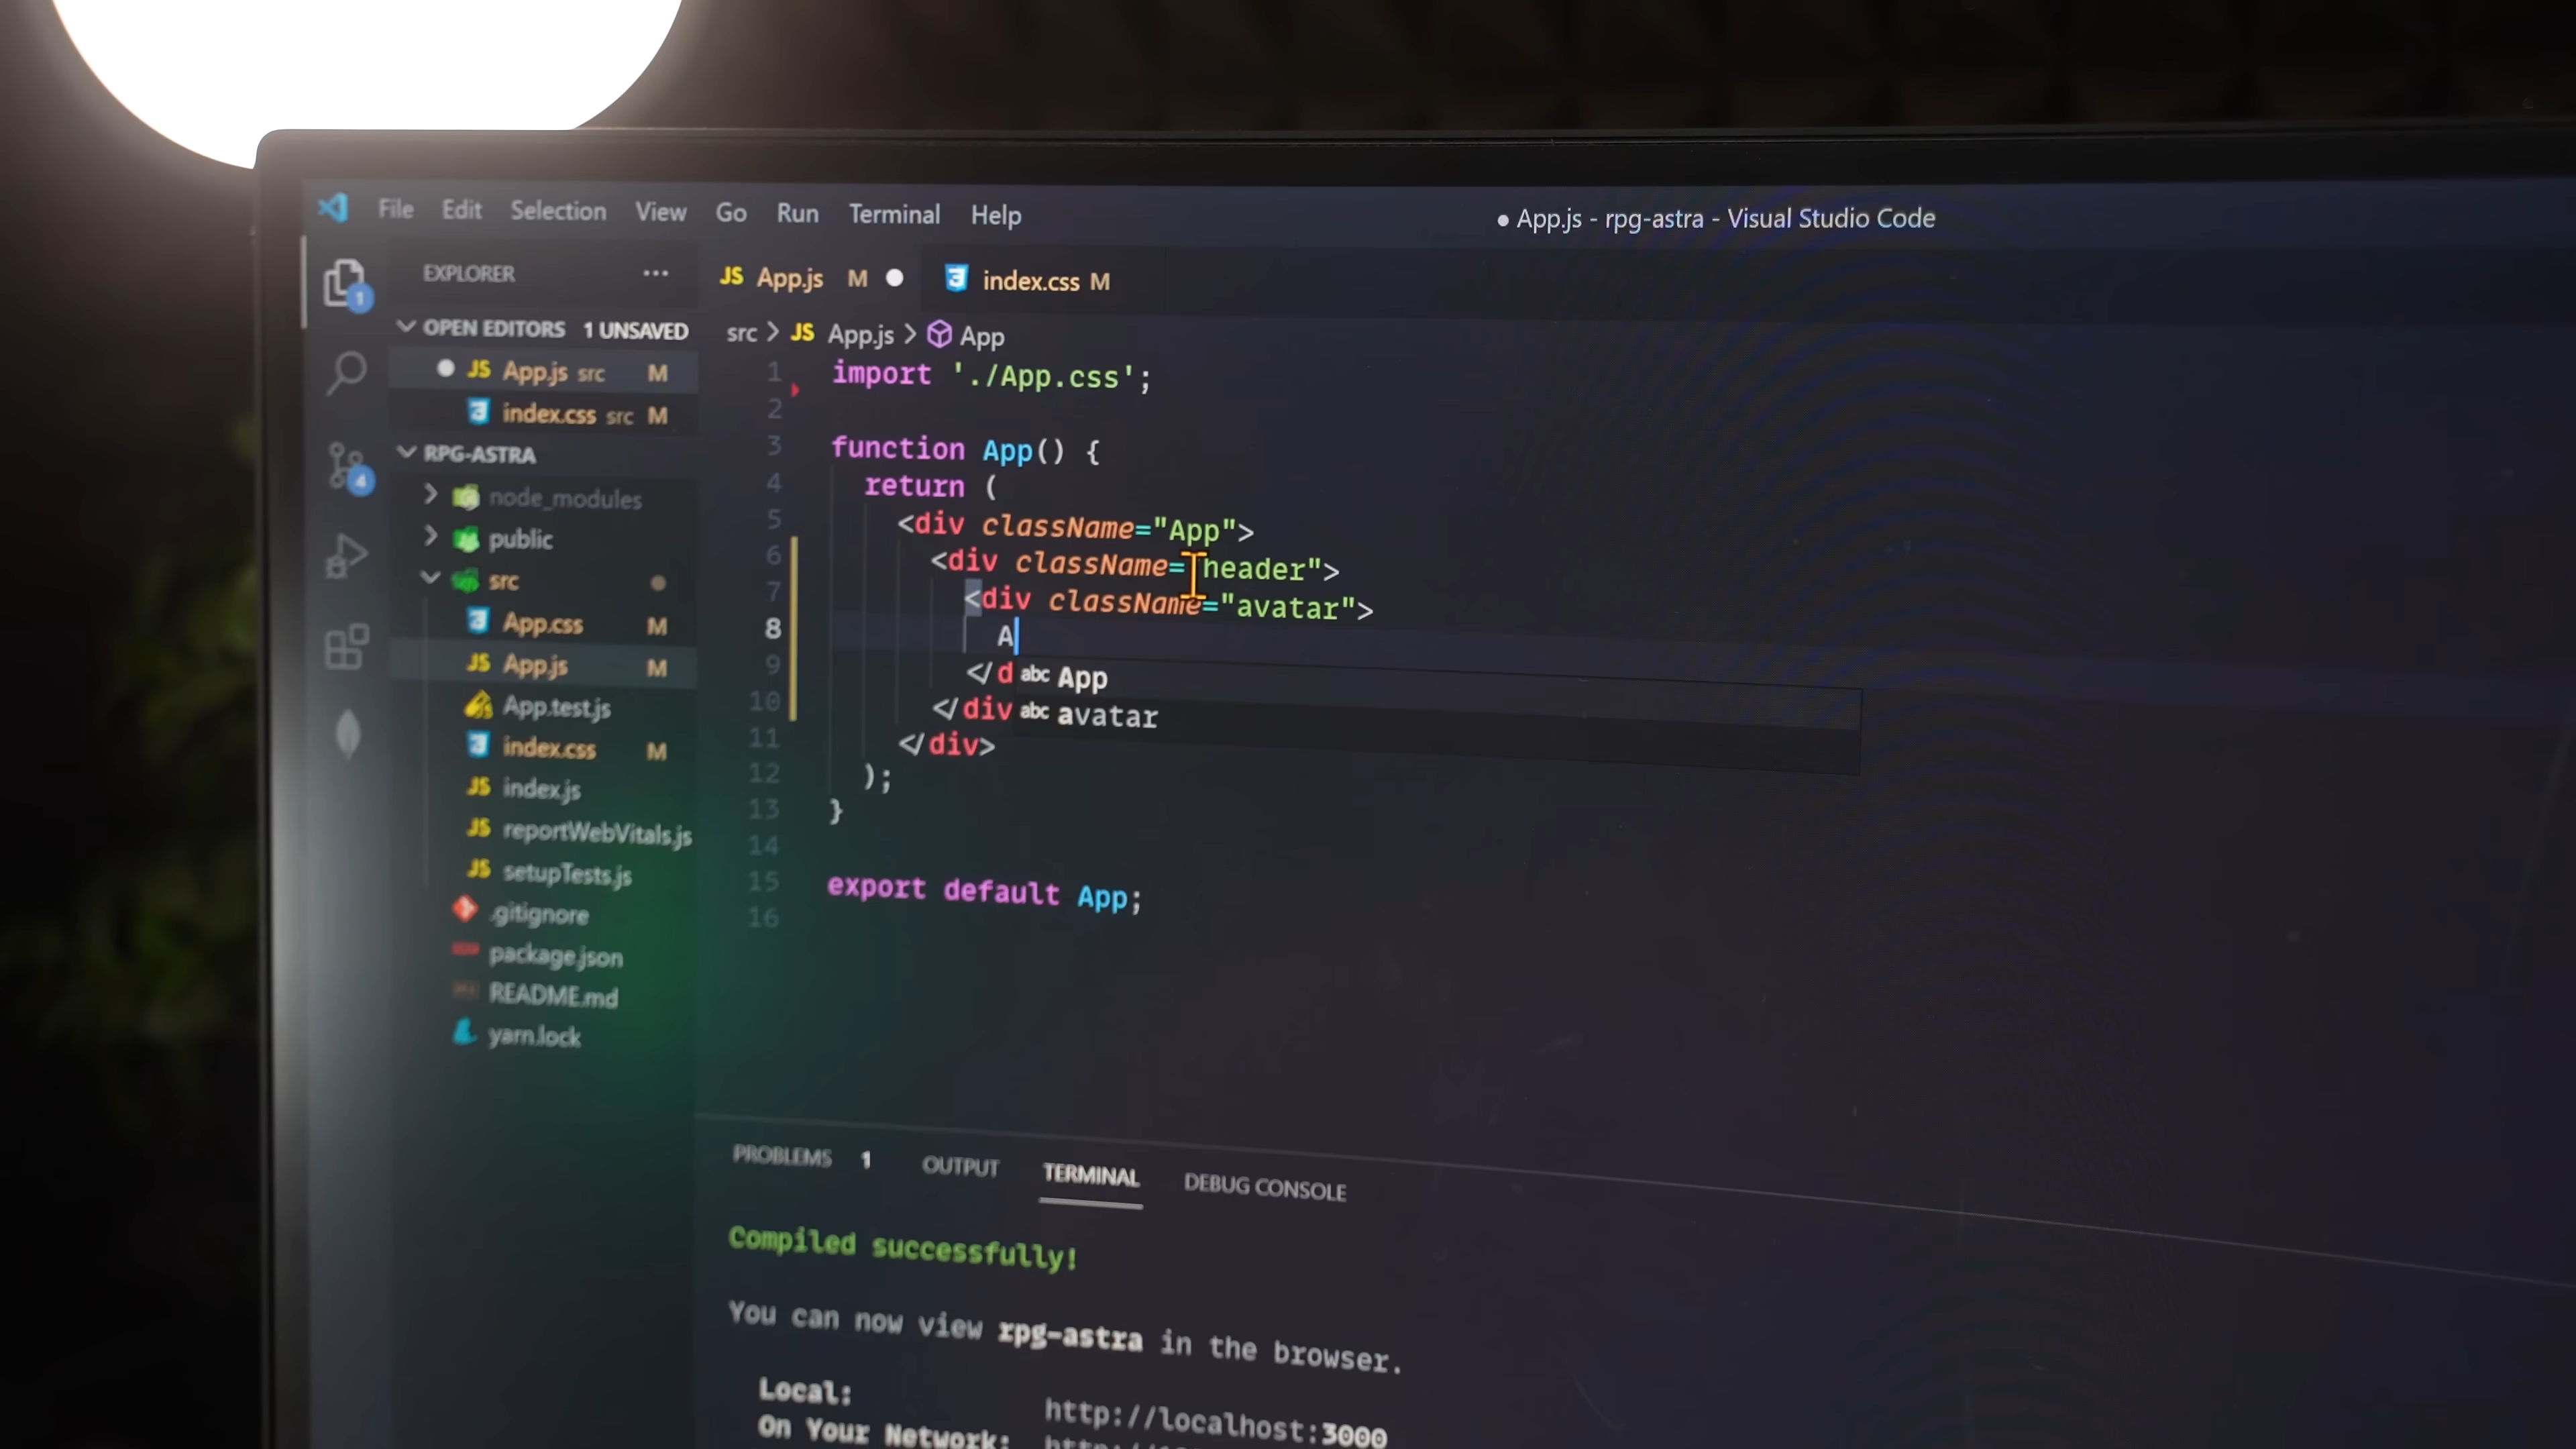 File Edit Selection View Go Run Terminal Help
● App.js - rpg-astra - Visual Studio Code
EXPLORER ···
OPEN EDITORS 1 UNSAVED
● JS App.js src M
index.css src M
RPG-ASTRA
node_modules
public
src
App.css M
JS App.js M
App.test.js
index.css M
JS index.js
JS reportWebVitals.js
JS setupTests.js
.gitignore
package.json
README.md
yarn.lock
1
4
JS App.js M ●
index.css M
src > JS App.js > App
1 import './App.css';
2
3 function App() {
4 return (
5 <div className="App">
6 <div className="header">
7 <div className="avatar">
8 A
9 </d abc App
10 </div abc avatar
11 </div>
12 );
13 }
14
15 export default App;
16
PROBLEMS 1 OUTPUT TERMINAL DEBUG CONSOLE
Compiled successfully!
You can now view rpg-astra in the browser.
Local: http://localhost:3000
On Your Network: